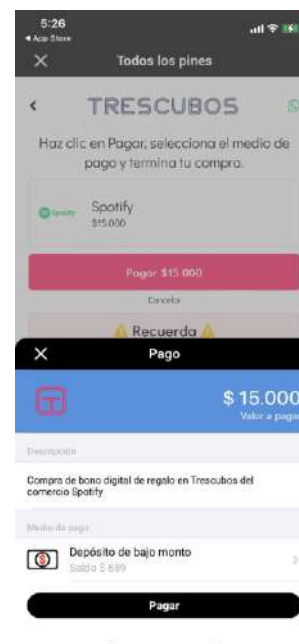 5:26
App Store
Todos los pines
TRESCUBOS
Haz clic en Pagar, selecciona el medio de
pago y termina tu compra.
Spotify
Spotify
$15.000
Pagar $15.000
Cancelar
Recuerda
Pago
$ 15.000
Valor a pagar
Descripción
Compra de bono digital de regalo en Trescubos del
comercio Spotify
Medio de pago
Depósito de bajo monto
Saldo $ 689
Pagar